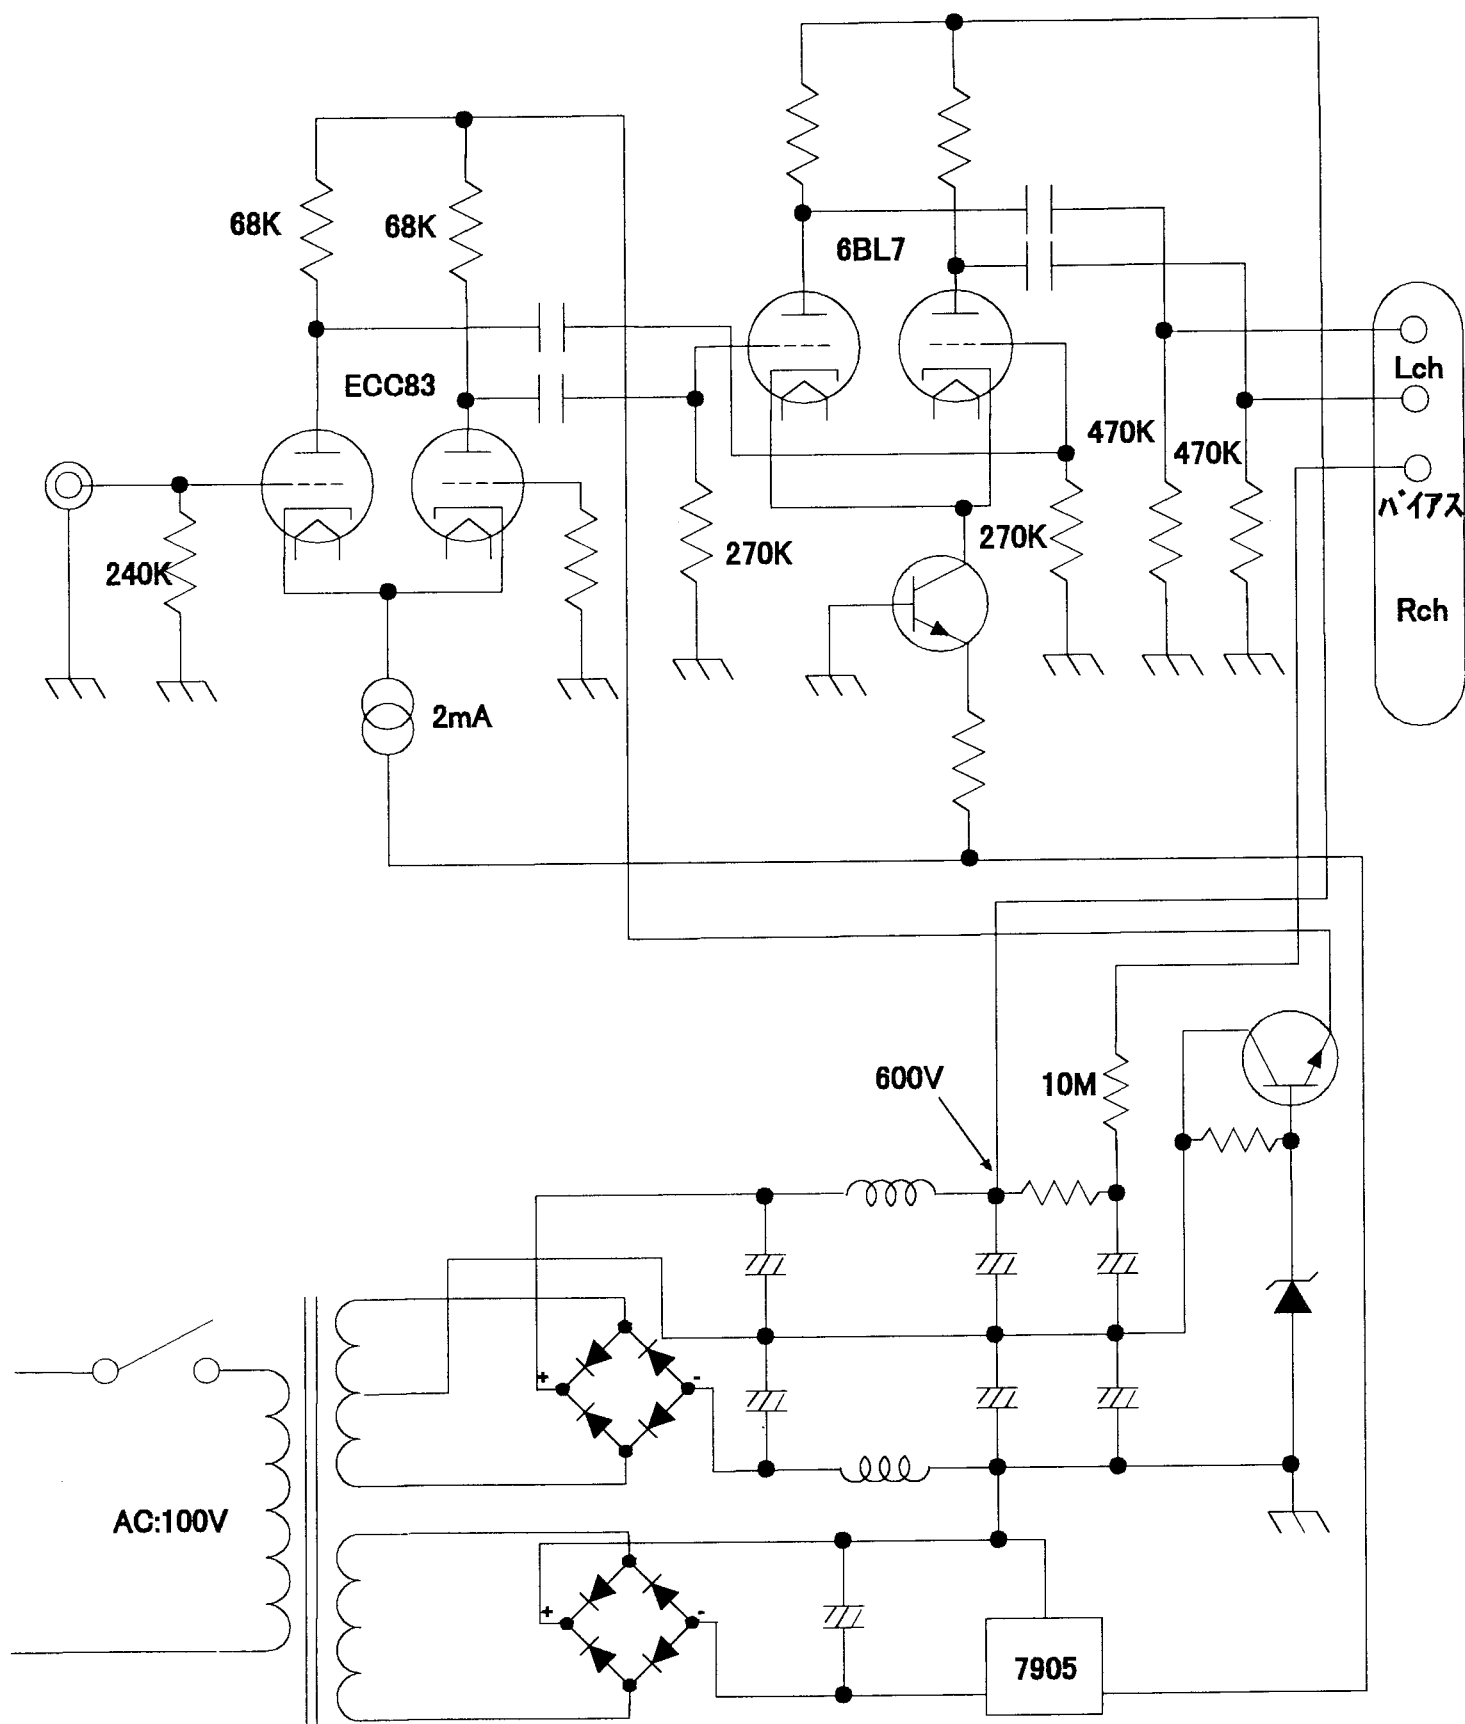 68K
68K
6BL7
ECC83
Lch
470K
470K
バイアス
240K
270K
270K
Rch
2mA
600V
10M
+
-
AC:100V
+
-
7905